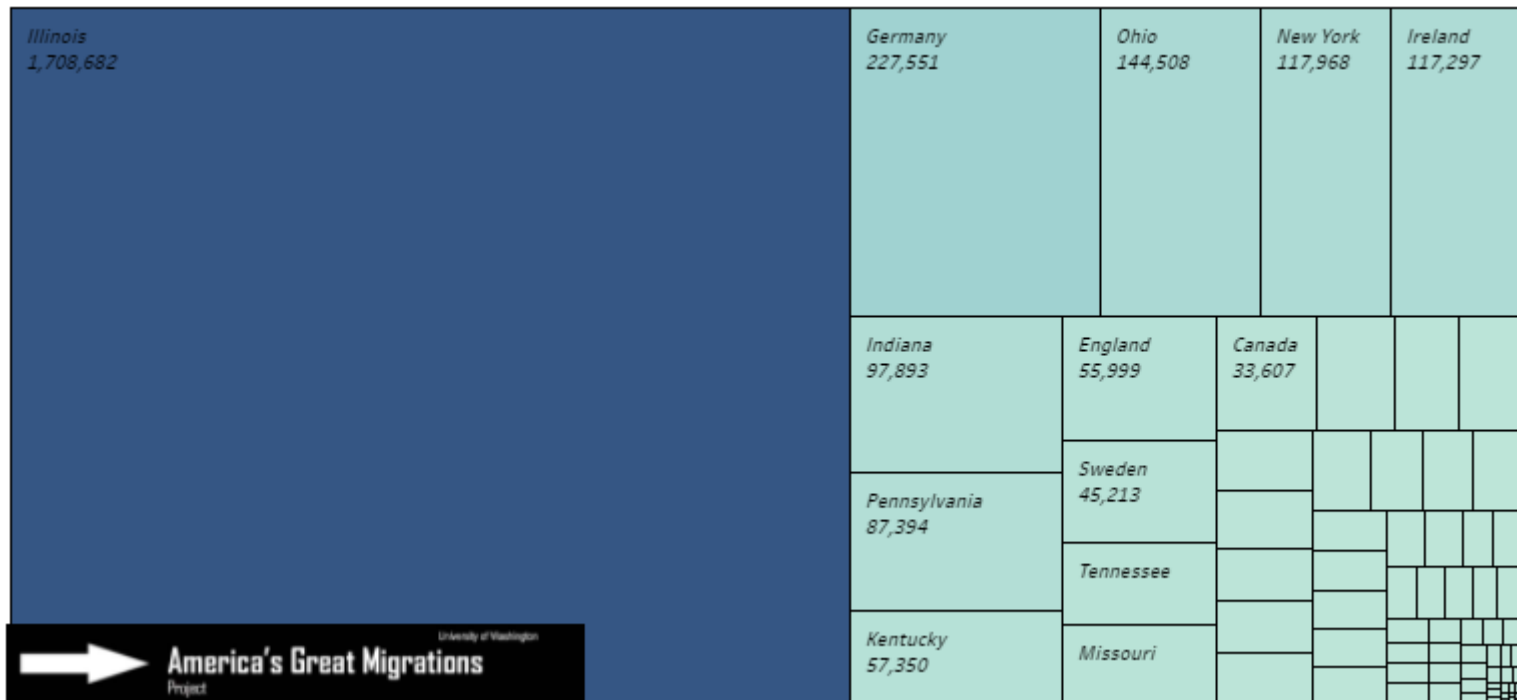 Illinois
1,708,682
Germany
227,551
Ohio
144,508
New York
117,968
Ireland
117,297
Indiana
97,893
England
55,999
Canada
33,607
Sweden
45,213
Pennsylvania
87,394
Tennessee
Kentucky
57,350
Missouri
University of Washington
America's Great Migrations
Project